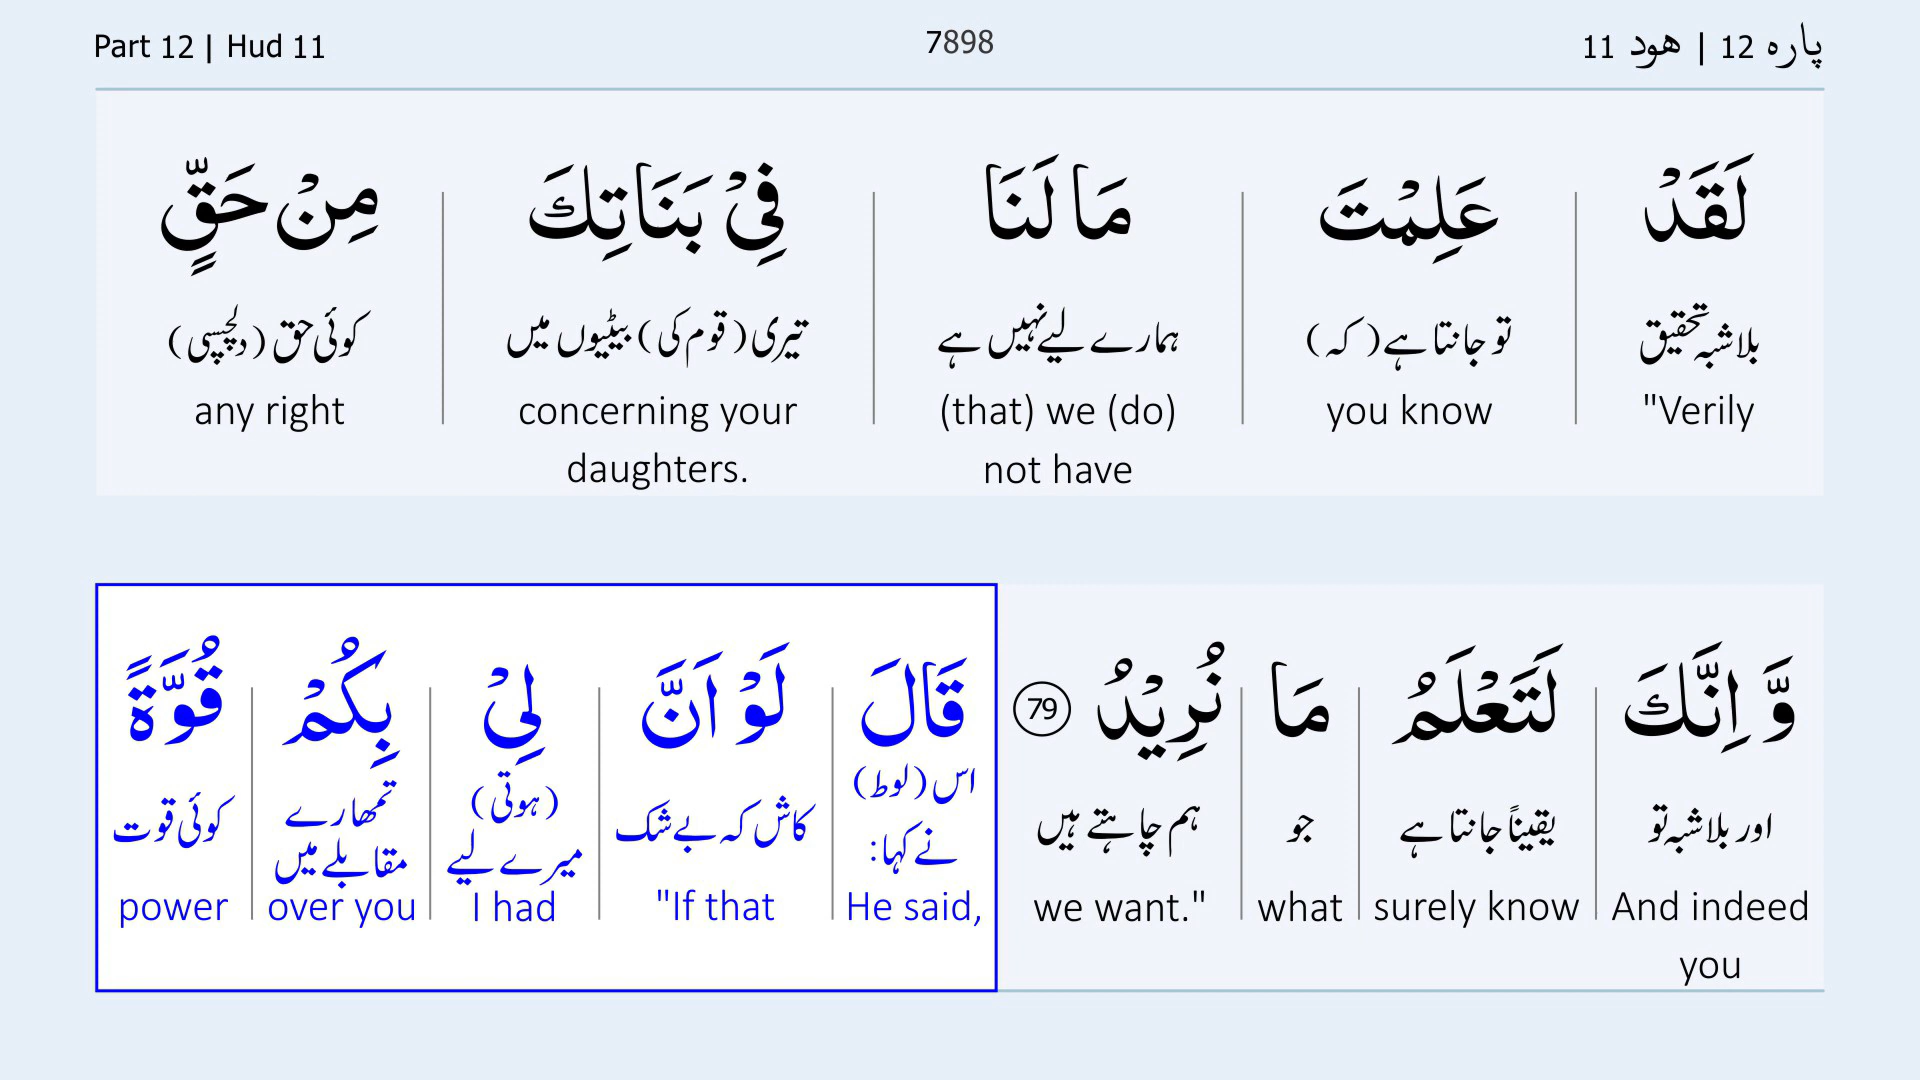 Part 12 | Hud 11
7898
پارہ 12 | ھود 11
لَقَدْ عَلِمْتَ مَا لَنَا فِيْ بَنَاتِكَ مِنْ حَقٍّۚ
بلاشبہ تحقیق تو جانتا ہے (کہ) ہمارے لیے نہیں ہے تیری (قوم کی) بیٹیوں میں کوئی حق (دلچسپی)
"Verily you know (that) we (do) concerning your any right
not have daughters.
وَّ اِنَّكَ لَتَعْلَمُ مَا نُرِيْدُ 79 قَالَ لَوْ اَنَّ لِيْ بِكُمْ قُوَّةً
اور بلاشبہ تو یقیناً جانتا ہے جو ہم چاہتے ہیں اس (لوط) نے کہا: کاش کہ بے شک (ہوتی) میرے لیے تمھارے مقابلے میں کوئی قوت
And indeed surely know what we want." He said, "If that I had over you power
you